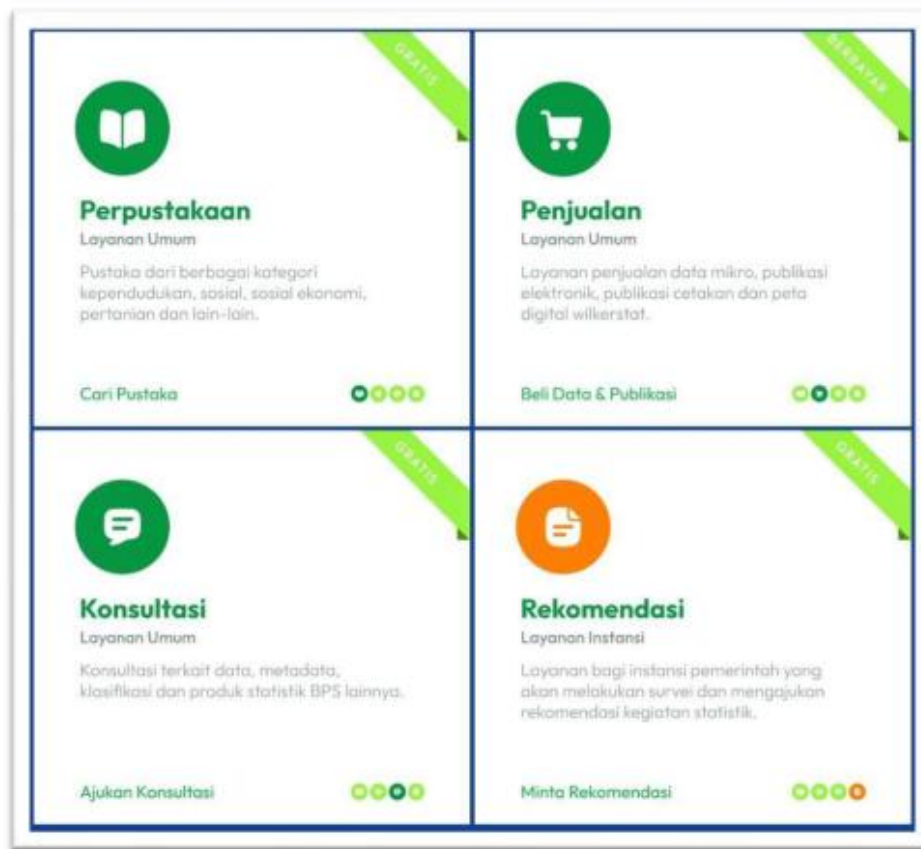 GRATIS
Perpustakaan
Layanan Umum
Pustaka dari berbagai kategori
kependudukan, sosial, sosial ekonomi,
pertanian dan lain-lain.
Cari Pustaka
BERBAYAR
Penjualan
Layanan Umum
Layanan penjualan data mikro, publikasi
elektronik, publikasi cetakan dan peta
digital wilkerstat.
Beli Data & Publikasi
GRATIS
Konsultasi
Layanan Umum
Konsultasi terkait data, metadata,
klasifikasi dan produk statistik BPS lainnya.
Ajukan Konsultasi
GRATIS
Rekomendasi
Layanan Instansi
Layanan bagi instansi pemerintah yang
akan melakukan survei dan mengajukan
rekomendasi kegiatan statistik.
Minta Rekomendasi